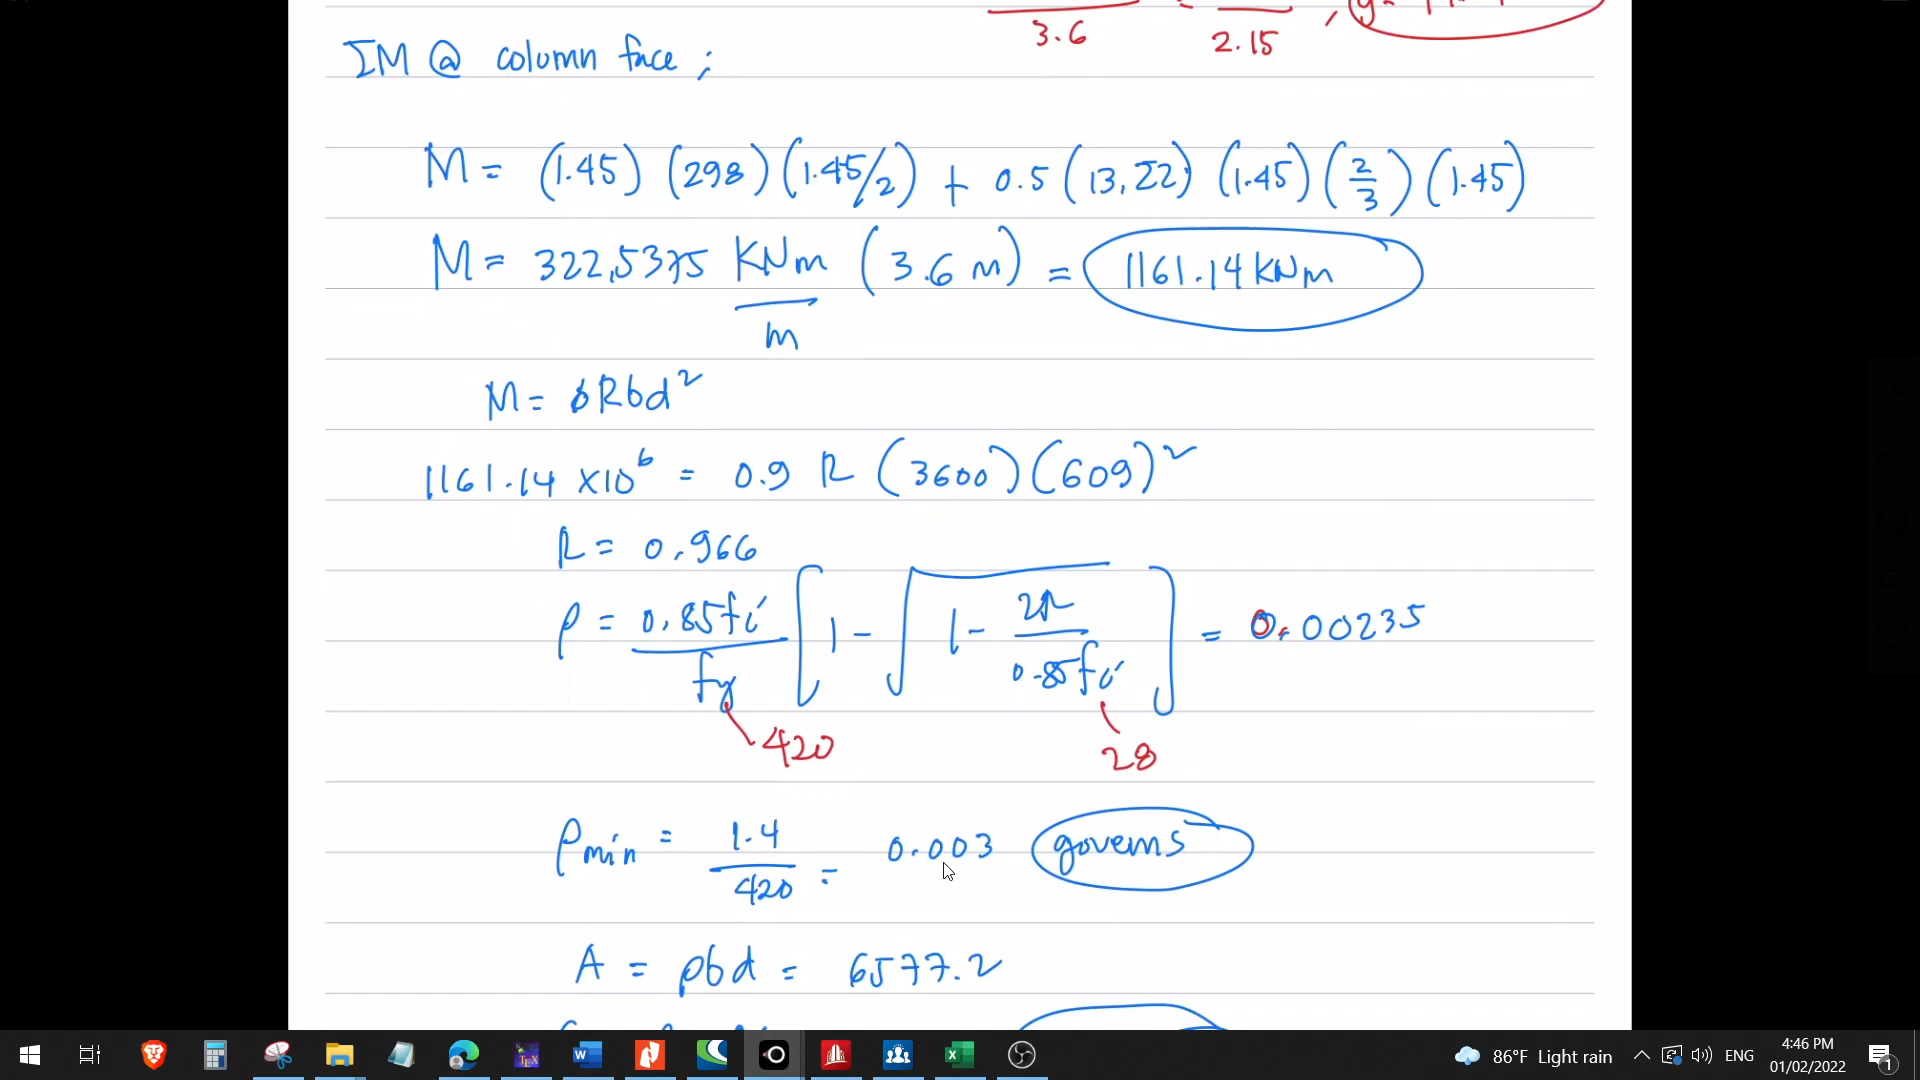 3.6
2.15
ΣM @ column face ;
M = (1.45) (298) (1.45/2) + 0.5 (13.22) (1.45) (2/3) (1.45)
M = 322.5375 KNm/m (3.6 m) = 1161.14 KNm
M = ϕRbd²
1161.14 x10⁶ = 0.9 R (3600)(609)²
R = 0.966
ρ = 0.85fc'/fy [1 - √(1 - 2R/0.85fc')] = 0.00235
420
28
ρmin = 1.4/420 = 0.003 governs
A = ρbd = 6577.2
86°F Light rain
ENG
4:46 PM
01/02/2022
1